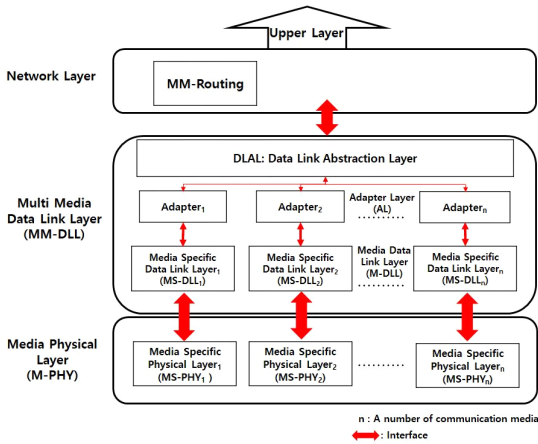 Upper Layer
Network Layer
MM-Routing
DLAL: Data Link Abstraction Layer
Multi Media
Data Link Layer
(MM-DLL)
Adapter1
Adapter2
Adapter Layer
(AL)
.........
Adaptern
Media Specific
Data Link Layer1
(MS-DLL1)
Media Specific
Data Link Layer2
(MS-DLL2)
Media Data
Link Layer
(M-DLL)
.........
Media Specific
Data Link Layern
(MS-DLLn)
Media Physical
Layer
(M-PHY)
Media Specific
Physical Layer1
(MS-PHY1 )
Media Specific
Physical Layer2
(MS-PHY2)
.........
Media Specific
Physical Layern
(MS-PHYn)
n : A number of communication media
: Interface